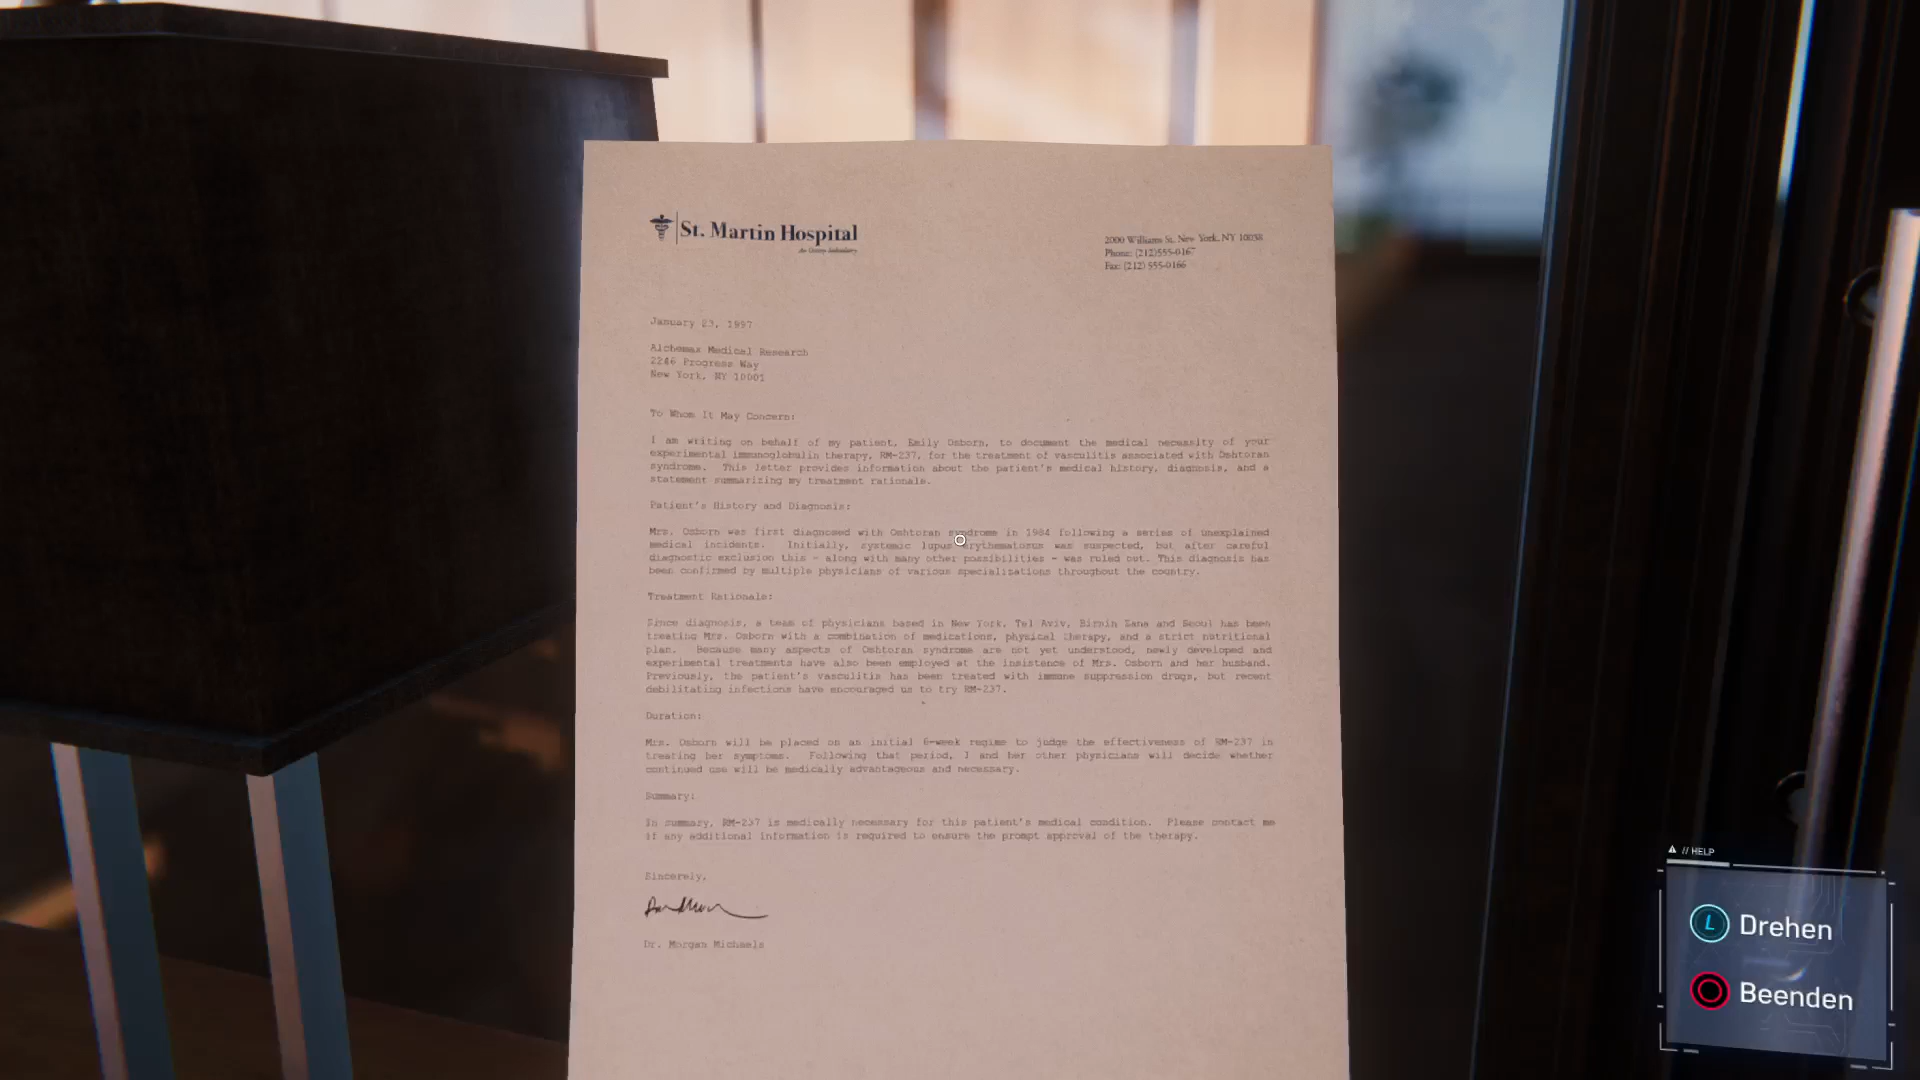 St. Martin Hospital
An Oscorp Subsidiary
2000 Williams St. New York, NY 10038
Phone: (212)555-0167
Fax: (212) 555-0166
January 23, 1997
Alchemax Medical Research
2246 Progress Way
New York, NY 10001
To Whom It May Concern:
I am writing on behalf of my patient, Emily Osborn, to document the medical necessity of your
experimental immunoglobulin therapy, RM-237, for the treatment of vasculitis associated with Oshtoran
syndrome. This letter provides information about the patient's medical history, diagnosis, and a
statement summarizing my treatment rationale.
Patient's History and Diagnosis:
Mrs. Osborn was first diagnosed with Oshtoran syndrome in 1984 following a series of unexplained
medical incidents. Initially, systemic lupus erythematosus was suspected, but after careful
diagnostic exclusion this - along with many other possibilities - was ruled out. This diagnosis has
been confirmed by multiple physicians of various specializations throughout the country.
Treatment Rationale:
Since diagnosis, a team of physicians based in New York, Tel Aviv, Birnin Zana and Seoul has been
treating Mrs. Osborn with a combination of medications, physical therapy, and a strict nutritional
plan. Because many aspects of Oshtoran syndrome are not yet understood, newly developed and
experimental treatments have also been employed at the insistence of Mrs. Osborn and her husband.
Previously, the patient's vasculitis has been treated with immune suppression drugs, but recent
debilitating infections have encouraged us to try RM-237.
Duration:
Mrs. Osborn will be placed on an initial 6-week regime to judge the effectiveness of RM-237 in
treating her symptoms. Following that period, I and her other physicians will decide whether
continued use will be medically advantageous and necessary.
Summary:
In summary, RM-237 is medically necessary for this patient's medical condition. Please contact me
if any additional information is required to ensure the prompt approval of the therapy.
Sincerely,
Dr. Morgan Michaels
// HELP
L Drehen
Beenden